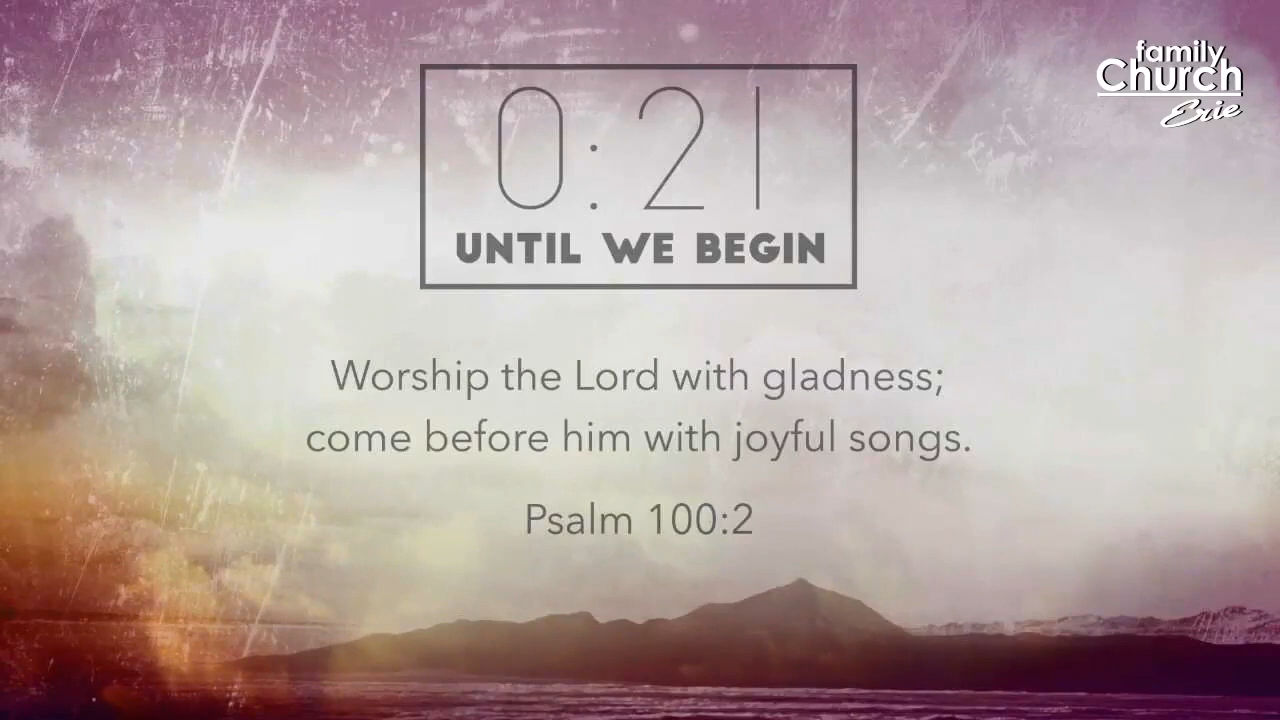 family
Church
Erie
0:21
UNTIL WE BEGIN
Worship the Lord with gladness;
come before him with joyful songs.
Psalm 100:2